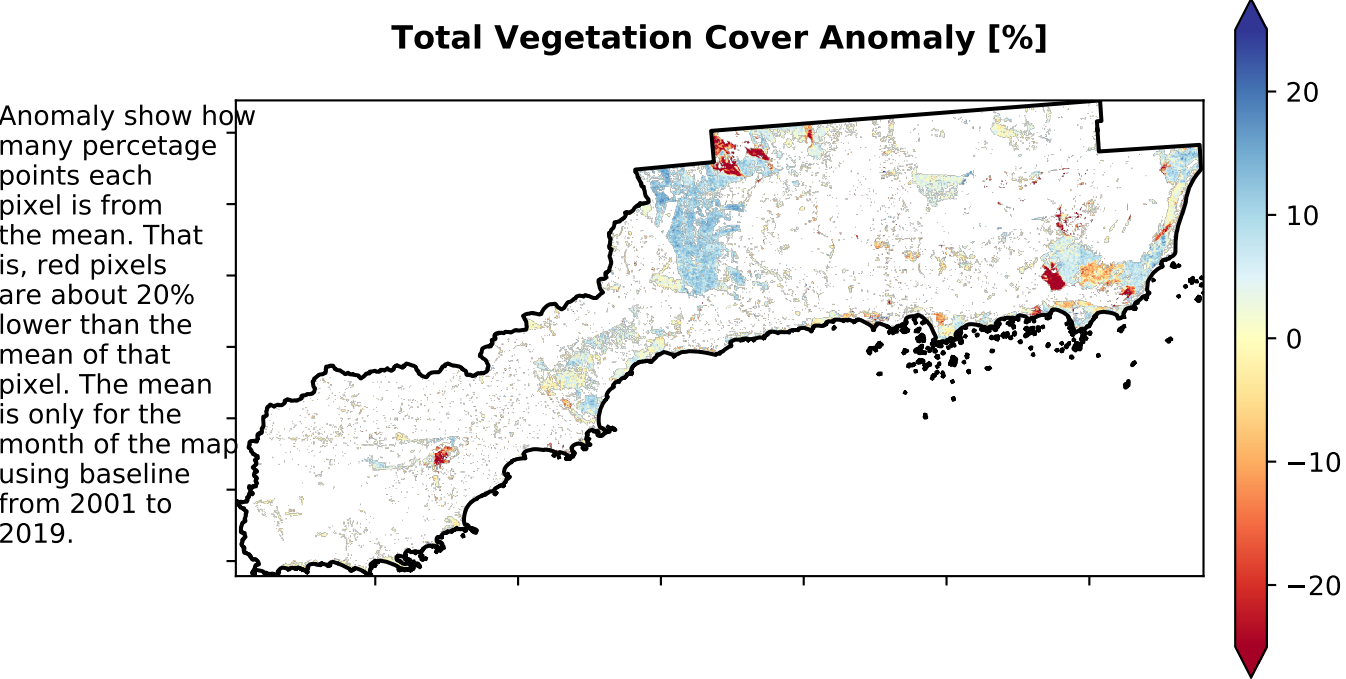 Total Vegetation Cover Anomaly [%]
Anomaly show how
many percetage
points each
pixel is from
the mean. That
is, red pixels
are about 20%
lower than the
mean of that
pixel. The mean
is only for the
month of the map
using baseline
from 2001 to
2019.
20
10
0
−10
−20